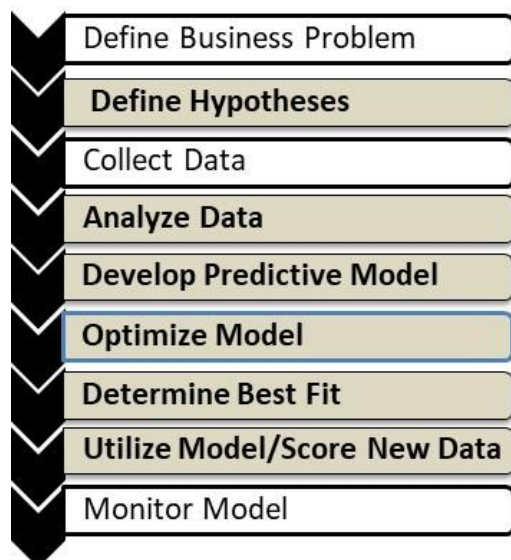 Define Business Problem
Define Hypotheses
Collect Data
Analyze Data
Develop Predictive Model
Optimize Model
Determine Best Fit
Utilize Model/Score New Data
Monitor Model